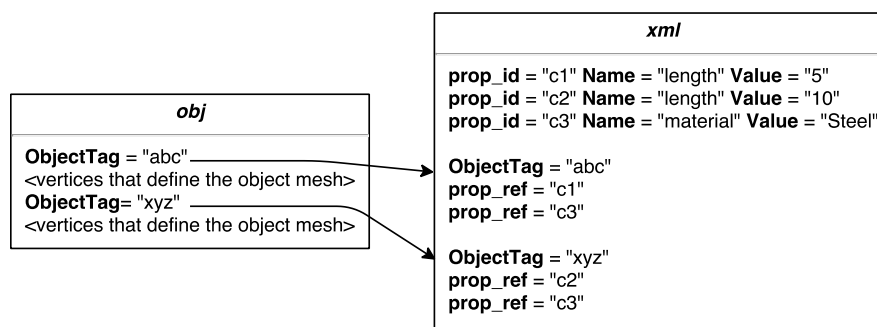 obj
ObjectTag = "abc"
<vertices that define the object mesh>
ObjectTag= "xyz"
<vertices that define the object mesh>
xml
prop_id = "c1" Name = "length" Value = "5"
prop_id = "c2" Name = "length" Value = "10"
prop_id = "c3" Name = "material" Value = "Steel"
ObjectTag = "abc"
prop_ref = "c1"
prop_ref = "c3"
ObjectTag = "xyz"
prop_ref = "c2"
prop_ref = "c3"